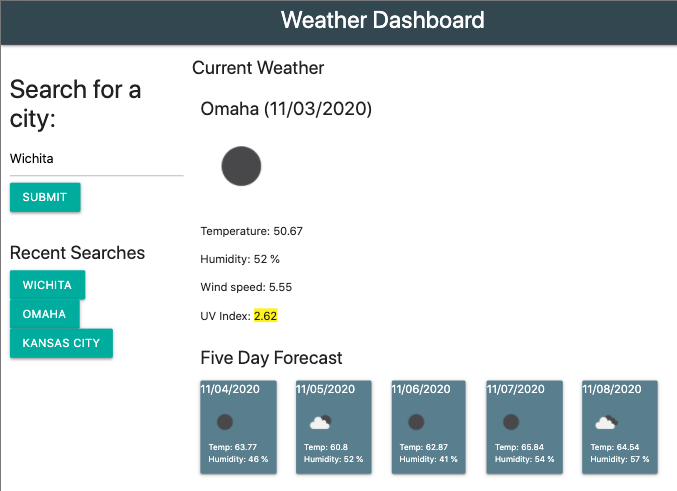 Weather Dashboard
Search for a
city:
Wichita
SUBMIT
Recent Searches
WICHITA
OMAHA
KANSAS CITY
Current Weather
Omaha (11/03/2020)
Temperature: 50.67
Humidity: 52 %
Wind speed: 5.55
UV Index: 2.62
Five Day Forecast
11/04/2020
Temp: 63.77
Humidity: 46 %
11/05/2020
Temp: 60.8
Humidity: 52 %
11/06/2020
Temp: 62.87
Humidity: 41 %
11/07/2020
Temp: 65.84
Humidity: 54 %
11/08/2020
Temp: 64.54
Humidity: 57 %